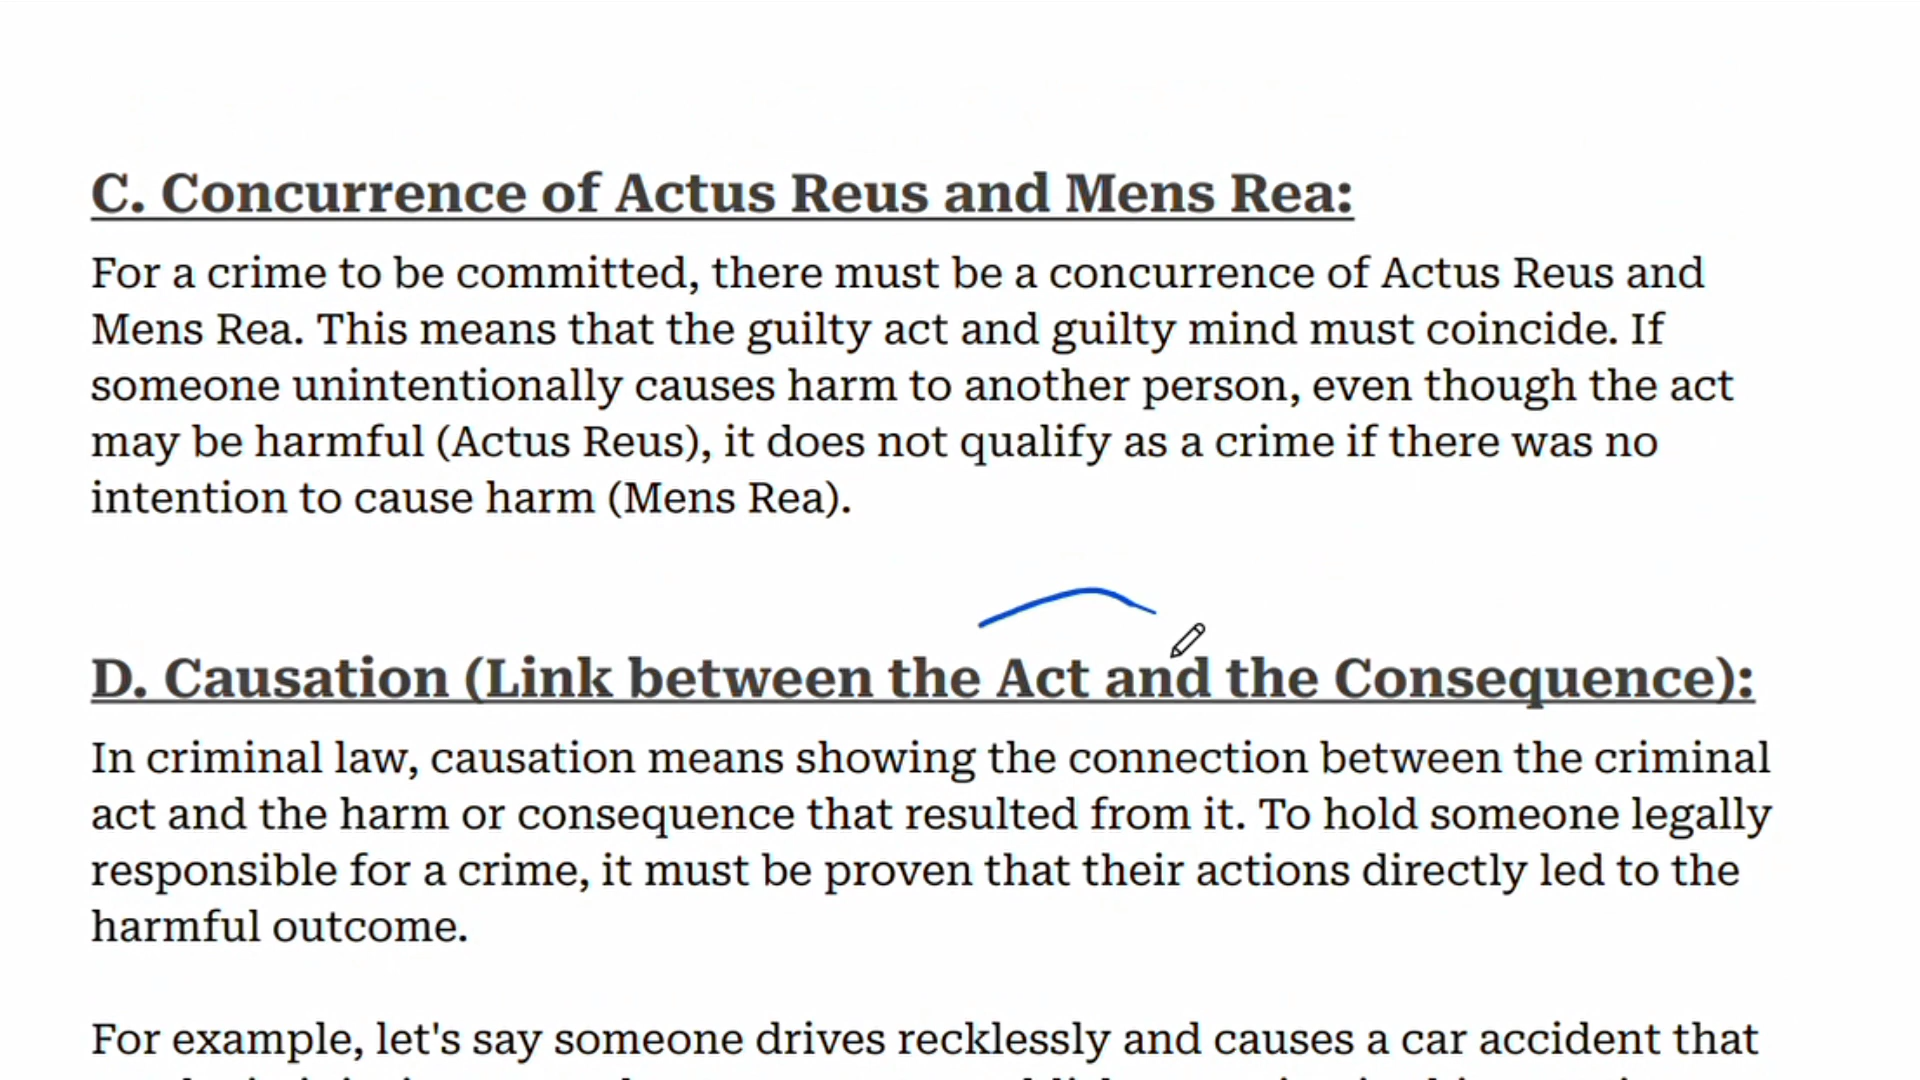 C. Concurrence of Actus Reus and Mens Rea:
For a crime to be committed, there must be a concurrence of Actus Reus and
Mens Rea. This means that the guilty act and guilty mind must coincide. If
someone unintentionally causes harm to another person, even though the act
may be harmful (Actus Reus), it does not qualify as a crime if there was no
intention to cause harm (Mens Rea).
D. Causation (Link between the Act and the Consequence):
In criminal law, causation means showing the connection between the criminal
act and the harm or consequence that resulted from it. To hold someone legally
responsible for a crime, it must be proven that their actions directly led to the
harmful outcome.
For example, let's say someone drives recklessly and causes a car accident that